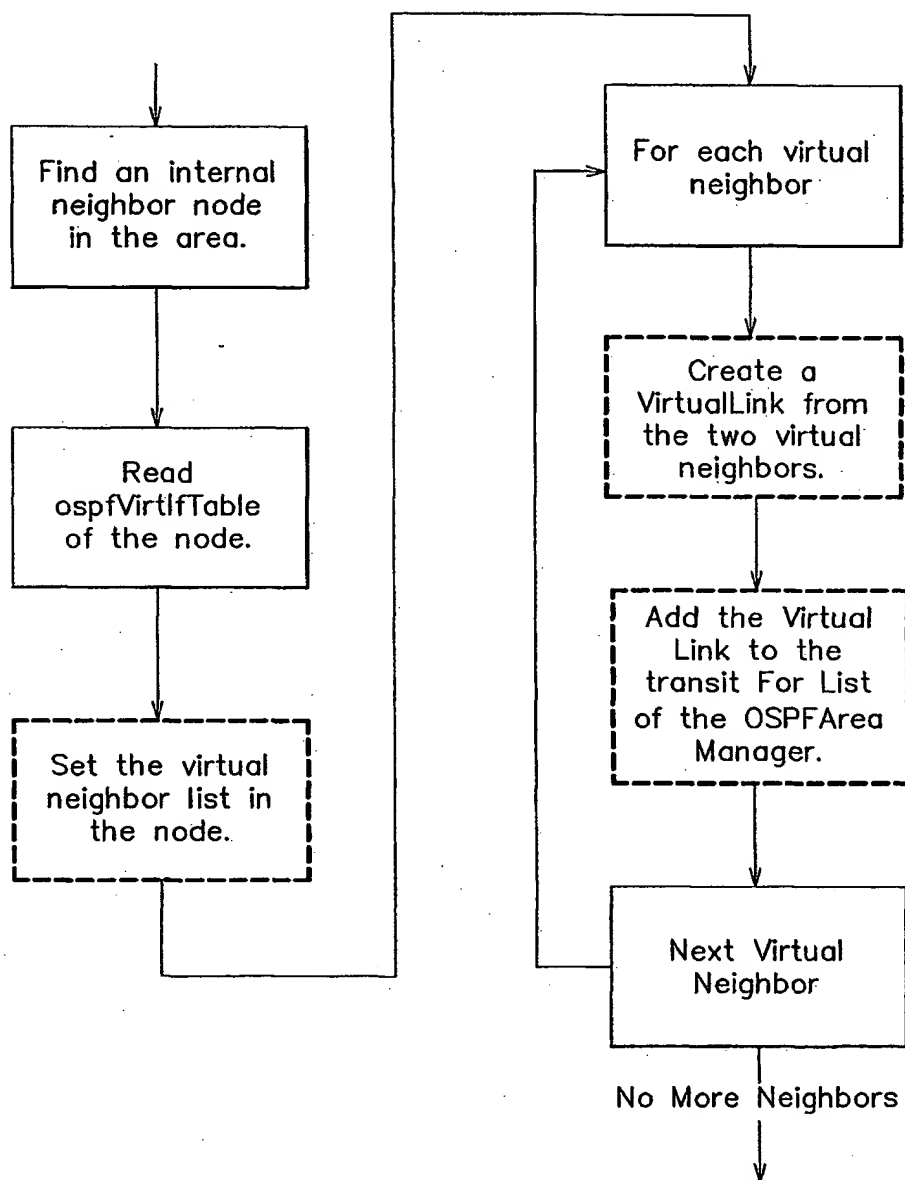 Find an internal
neighbor node
in the area.
Read
ospfVirtIfTable
of the node.
Set the virtual
neighbor list in
the node.
For each virtual
neighbor
Create a
VirtualLink from
the two virtual
neighbors.
Add the Virtual
Link to the
transit For List
of the OSPFArea
Manager.
Next Virtual
Neighbor
No More Neighbors